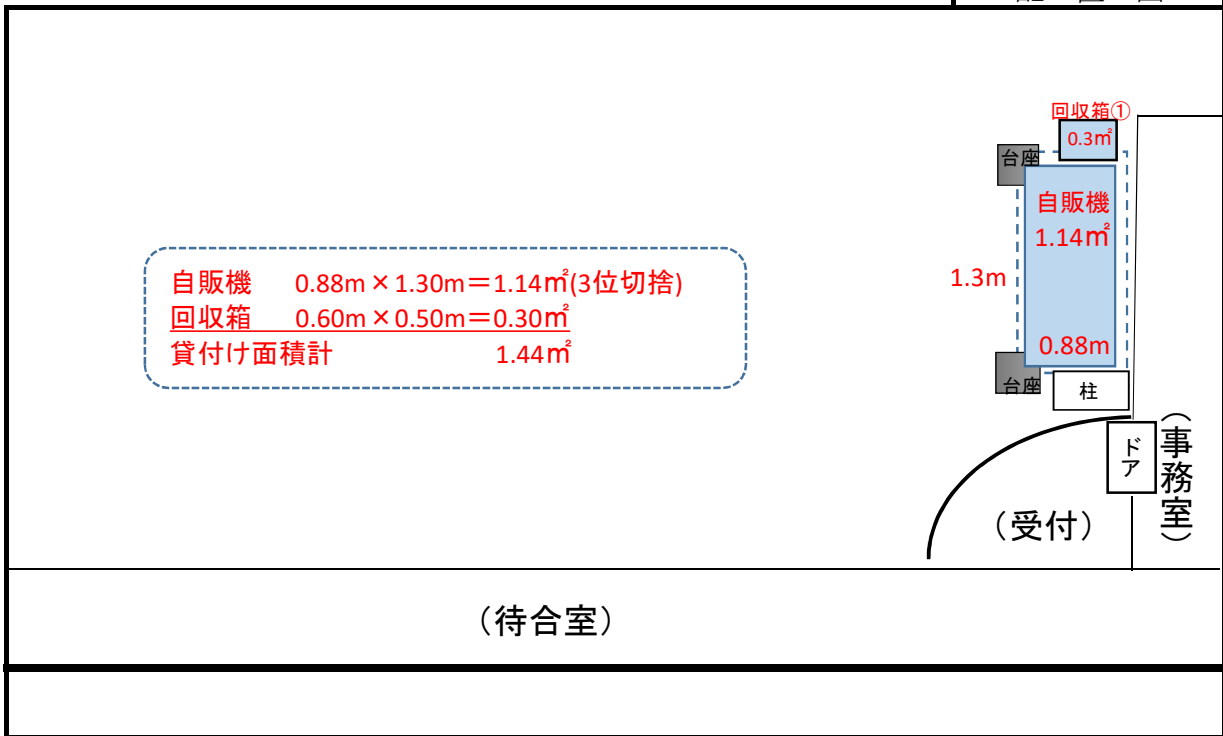 回収箱①
0.3㎡
台座
自販機
1.14㎡
1.3m
0.88m
台座
柱
自販機 0.88m×1.30m＝1.14㎡(3位切捨)
回収箱 0.60m×0.50m＝0.30㎡
貸付け面積計 1.44㎡
ドア
（事務室）
（受付）
（待合室）